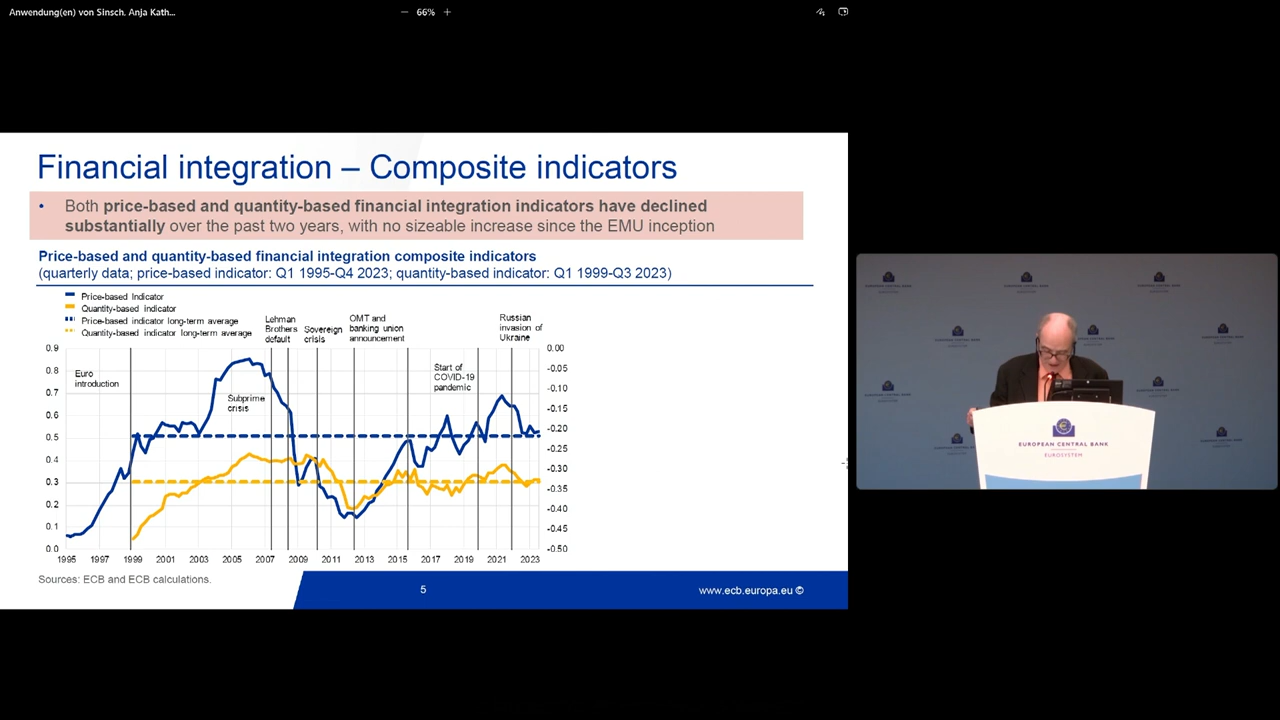 Anwendung(en) von Sinsch, Anja Kath...
66%
Financial integration – Composite indicators
• Both price-based and quantity-based financial integration indicators have declined
substantially over the past two years, with no sizeable increase since the EMU inception
Price-based and quantity-based financial integration composite indicators
(quarterly data; price-based indicator: Q1 1995-Q4 2023; quantity-based indicator: Q1 1999-Q3 2023)
Price-based Indicator
Quantity-based indicator
Price-based indicator long-term average
Quantity-based indicator long-term average
Lehman
Brothers
default
Sovereign
crisis
OMT and
banking union
announcement
Russian
invasion of
Ukraine
Euro
introduction
Subprime
crisis
Start of
COVID-19
pandemic
0.9
0.8
0.7
0.6
0.5
0.4
0.3
0.2
0.1
0.0
0.00
-0.05
-0.10
-0.15
-0.20
-0.25
-0.30
-0.35
-0.40
-0.45
-0.50
1995 1997 1999 2001 2003 2005 2007 2009 2011 2013 2015 2017 2019 2021 2023
Sources: ECB and ECB calculations.
5
www.ecb.europa.eu ©
EUROPEAN CENTRAL BANK
EUROSYSTEM